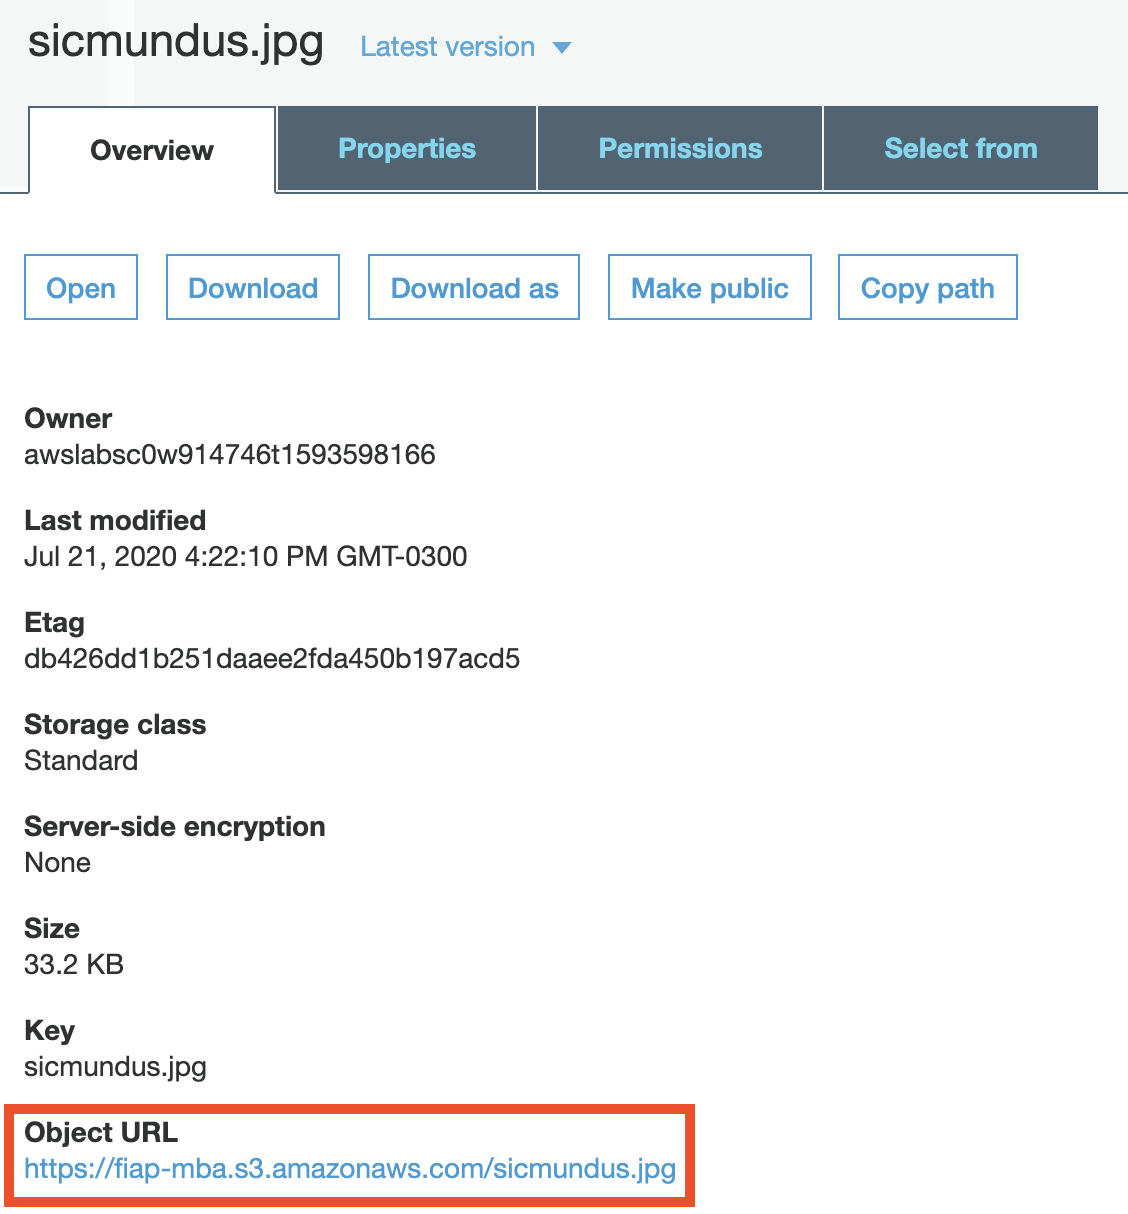 sicmundus.jpg Latest version
Overview Properties Permissions Select from
Open Download Download as Make public Copy path
Owner
awslabsc0w914746t1593598166
Last modified
Jul 21, 2020 4:22:10 PM GMT-0300
Etag
db426dd1b251daaee2fda450b197acd5
Storage class
Standard
Server-side encryption
None
Size
33.2 KB
Key
sicmundus.jpg
Object URL
https://fiap-mba.s3.amazonaws.com/sicmundus.jpg